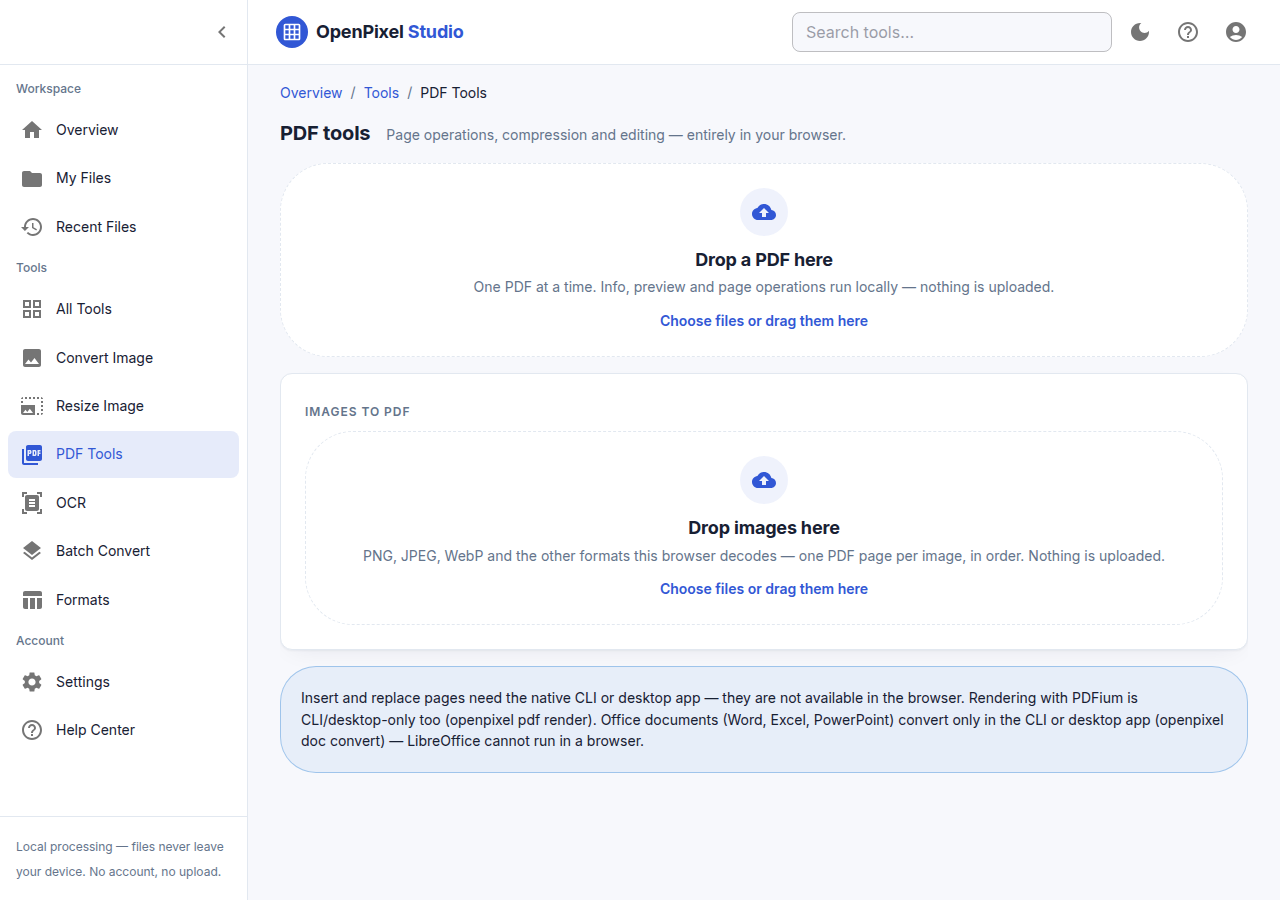 OpenPixel Studio
Search tools...
Workspace
Overview
My Files
Recent Files
Tools
All Tools
Convert Image
Resize Image
PDF
PDF Tools
OCR
Batch Convert
Formats
Account
Settings
Help Center
Local processing — files never leave
your device. No account, no upload.
Overview / Tools / PDF Tools
PDF tools Page operations, compression and editing — entirely in your browser.
Drop a PDF here
One PDF at a time. Info, preview and page operations run locally — nothing is uploaded.
Choose files or drag them here
IMAGES TO PDF
Drop images here
PNG, JPEG, WebP and the other formats this browser decodes — one PDF page per image, in order. Nothing is uploaded.
Choose files or drag them here
Insert and replace pages need the native CLI or desktop app — they are not available in the browser. Rendering with PDFium is
CLI/desktop-only too (openpixel pdf render). Office documents (Word, Excel, PowerPoint) convert only in the CLI or desktop app (openpixel
doc convert) — LibreOffice cannot run in a browser.